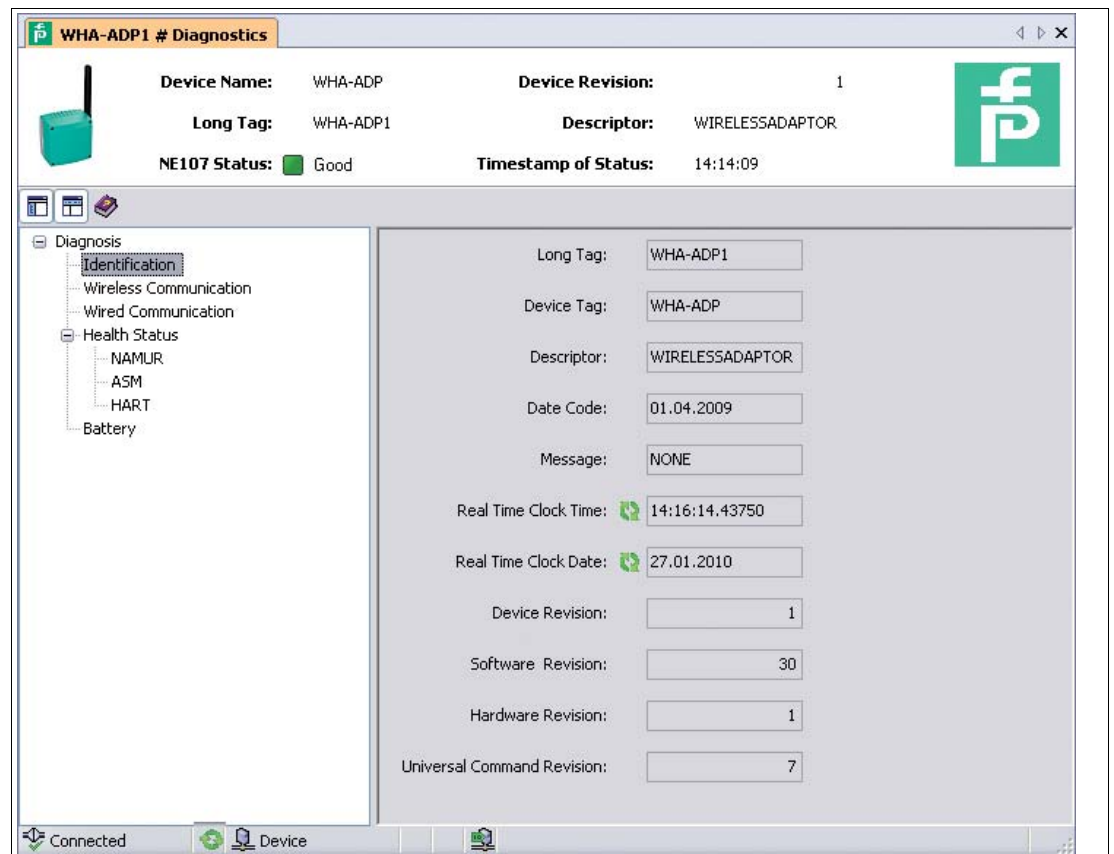 WHA-ADP1 # Diagnostics
Device Name: WHA-ADP Device Revision: 1
Long Tag: WHA-ADP1 Descriptor: WIRELESSADAPTOR
NE107 Status: Good Timestamp of Status: 14:14:09
Diagnosis
Identification
Wireless Communication
Wired Communication
Health Status
NAMUR
ASM
HART
Battery
Long Tag: WHA-ADP1
Device Tag: WHA-ADP
Descriptor: WIRELESSADAPTOR
Date Code: 01.04.2009
Message: NONE
Real Time Clock Time: 14:16:14.43750
Real Time Clock Date: 27.01.2010
Device Revision: 1
Software Revision: 30
Hardware Revision: 1
Universal Command Revision: 7
Connected Device